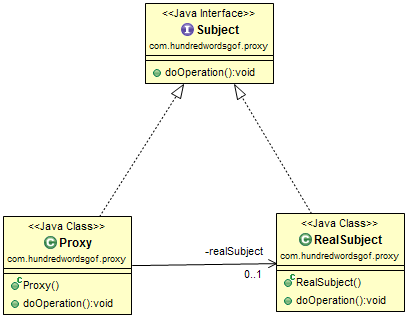 <<Java Interface>>
Subject
com.hundredwordsgof.proxy
doOperation():void
<<Java Class>>
Proxy
com.hundredwordsgof.proxy
Proxy()
doOperation():void
-realSubject
0..1
<<Java Class>>
RealSubject
com.hundredwordsgof.proxy
RealSubject()
doOperation():void